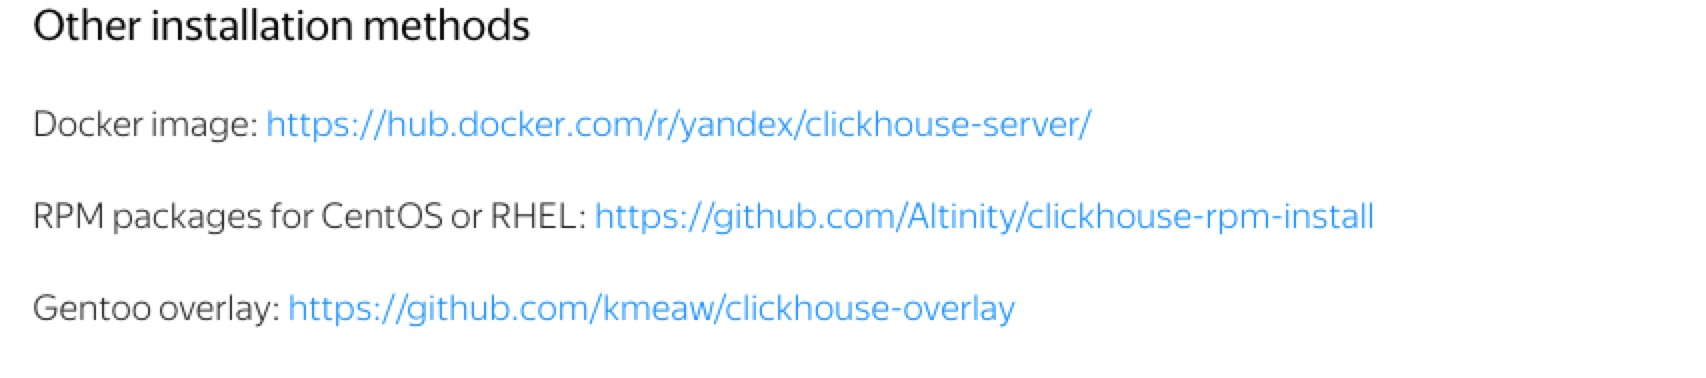 Other installation methods
Docker image: https://hub.docker.com/r/yandex/clickhouse-server/
RPM packages for CentOS or RHEL: https://github.com/Altinity/clickhouse-rpm-install
Gentoo overlay: https://github.com/kmeaw/clickhouse-overlay